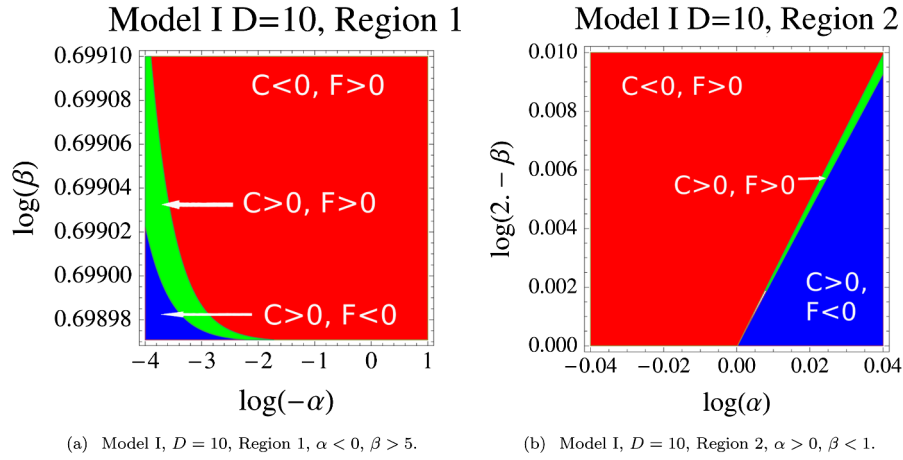 Model I D=10, Region 1
log(β)
0.69910
0.69908
0.69906
0.69904
0.69902
0.69900
0.69898
C<0, F>0
C>0, F>0
C>0, F<0
−4 −3 −2 −1 0 1
log(−α)
(a) Model I, D = 10, Region 1, α < 0, β > 5.
Model I D=10, Region 2
log(2. − β)
0.010
0.008
0.006
0.004
0.002
0.000
C<0, F>0
C>0, F>0
C>0,
F<0
−0.04 −0.02 0.00 0.02 0.04
log(α)
(b) Model I, D = 10, Region 2, α > 0, β < 1.